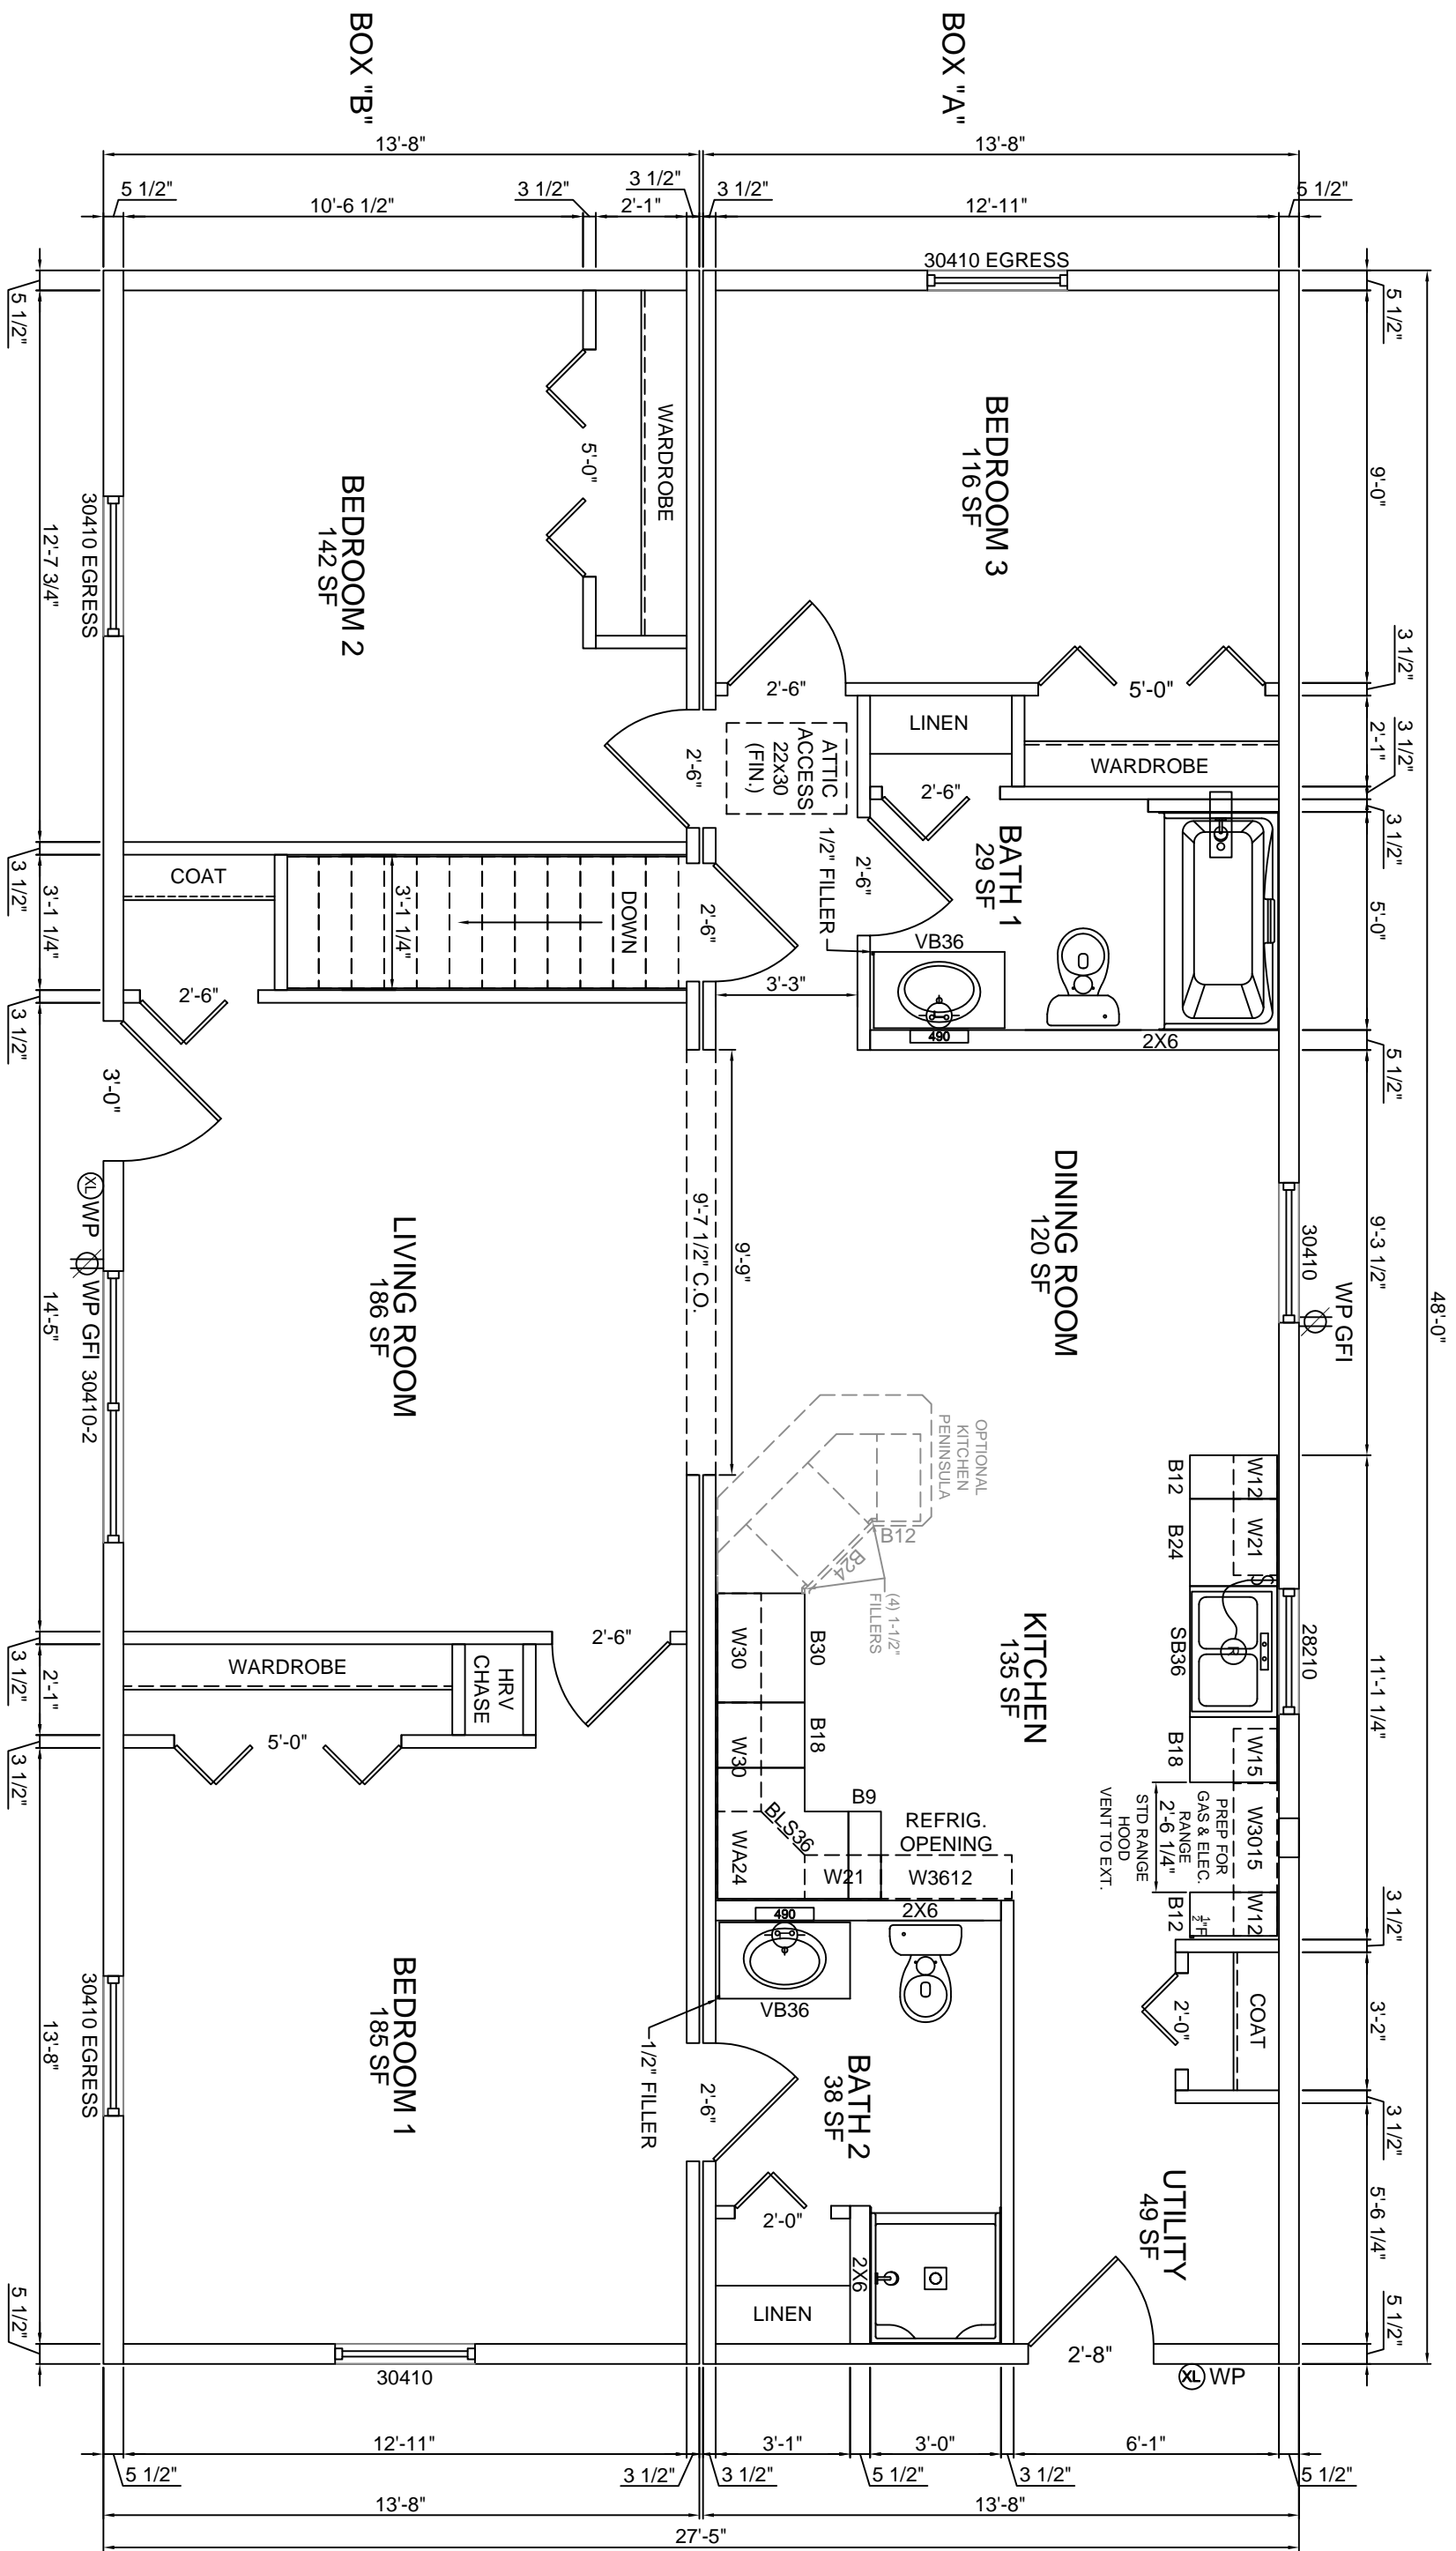 BOX "B"
BOX "A"
13'-8"
13'-8"
5 1/2"
10'-6 1/2"
3 1/2"
2'-1"
3 1/2"
3 1/2"
12'-11"
5 1/2"
30410 EGRESS
5 1/2"
9'-0"
3 1/2"
2'-1"
3 1/2"
3 1/2"
5'-0"
5 1/2"
9'-3 1/2"
11'-1 1/4"
3 1/2"
3'-2"
3 1/2"
5'-6 1/4"
5 1/2"
48'-0"
5 1/2"
12'-7 3/4"
3 1/2"
3'-1 1/4"
3 1/2"
14'-5"
3 1/2"
2'-1"
3 1/2"
13'-8"
5 1/2"
BEDROOM 3
116 SF
2'-6"
5'-0"
LINEN
WARDROBE
WARDROBE
5'-0"
BEDROOM 2
142 SF
30410 EGRESS
2'-6"
ATTIC
ACCESS
22x30
(FIN.)
2'-6"
BATH 1
29 SF
2'-6"
1/2" FILLER
VB36
490
2X6
COAT
3'-1 1/4"
DOWN
2'-6"
3'-3"
2'-6"
3'-0"
XL
WP
WP GFI
30410-2
LIVING ROOM
186 SF
9'-7 1/2" C.O.
9'-9"
DINING ROOM
120 SF
30410
WP GFI
OPTIONAL
KITCHEN
PENINSULA
B12
B24
(4) 1-1/2"
FILLERS
KITCHEN
135 SF
B12
W12
B24
W21
SB36
28210
B18
W15
PREP FOR
GAS & ELEC.
RANGE
2'-6 1/4"
STD RANGE
HOOD
VENT TO EXT.
W3015
B12
W12
1/2"F
W30
B30
W30
B18
BLS36
WA24
B9
W21
REFRIG.
OPENING
W3612
2X6
490
VB36
1/2" FILLER
COAT
2'-0"
WARDROBE
HRV
CHASE
2'-6"
5'-0"
BEDROOM 1
185 SF
30410 EGRESS
2'-6"
BATH 2
38 SF
2'-0"
2X6
LINEN
UTILITY
49 SF
2'-8"
XL
WP
30410
12'-11"
3'-1"
3'-0"
6'-1"
5 1/2"
3 1/2"
3 1/2"
5 1/2"
3 1/2"
5 1/2"
13'-8"
13'-8"
27'-5"